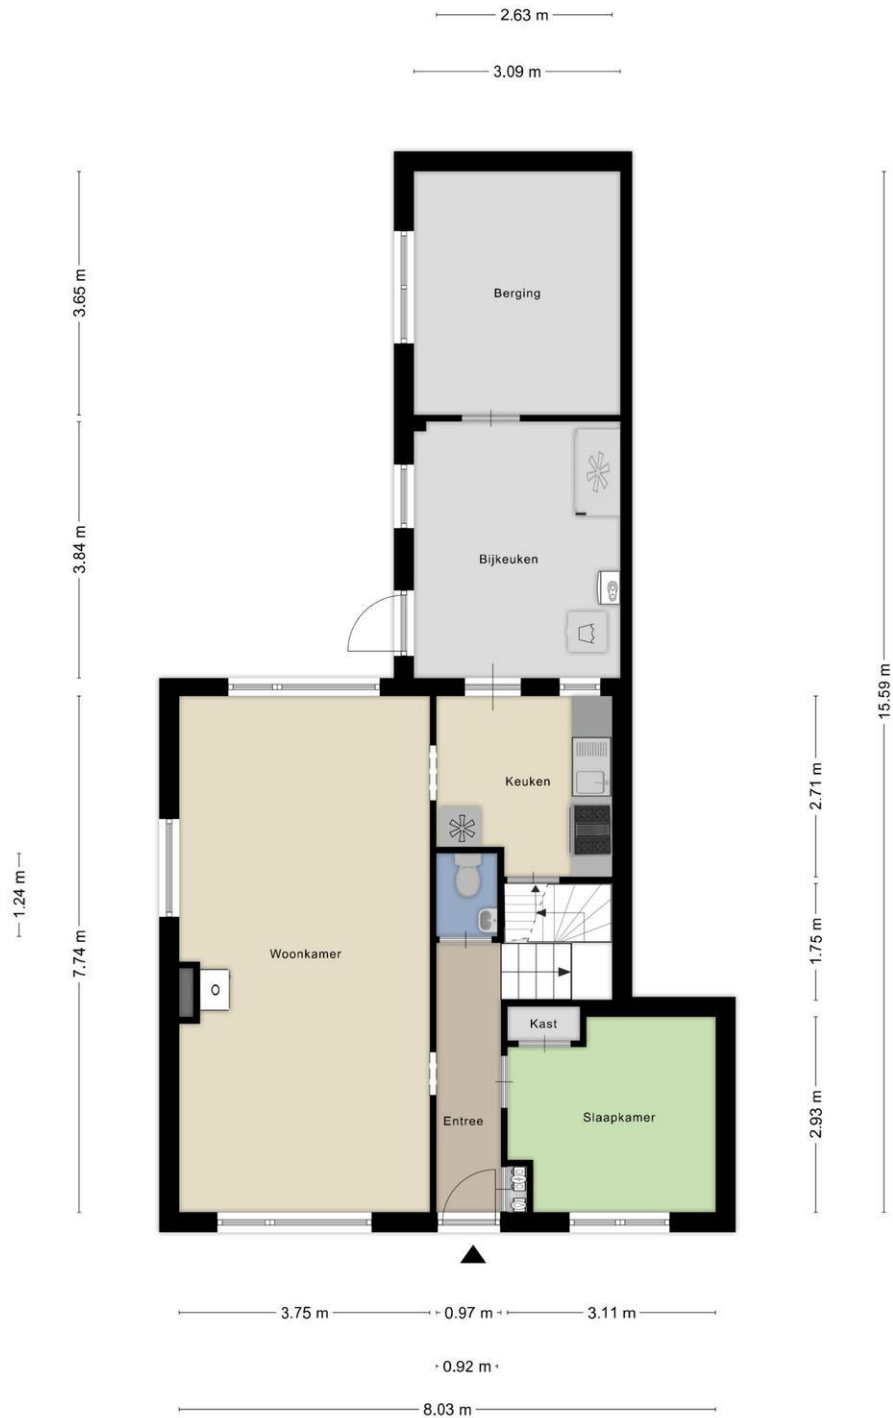 2.63 m
3.09 m
3.65 m
Berging
3.84 m
Bijkeuken
15.59 m
Keuken
2.71 m
1.24 m
7.74 m
Woonkamer
1.75 m
Kast
Entree
Slaapkamer
2.93 m
3.75 m
0.97 m
3.11 m
0.92 m
8.03 m